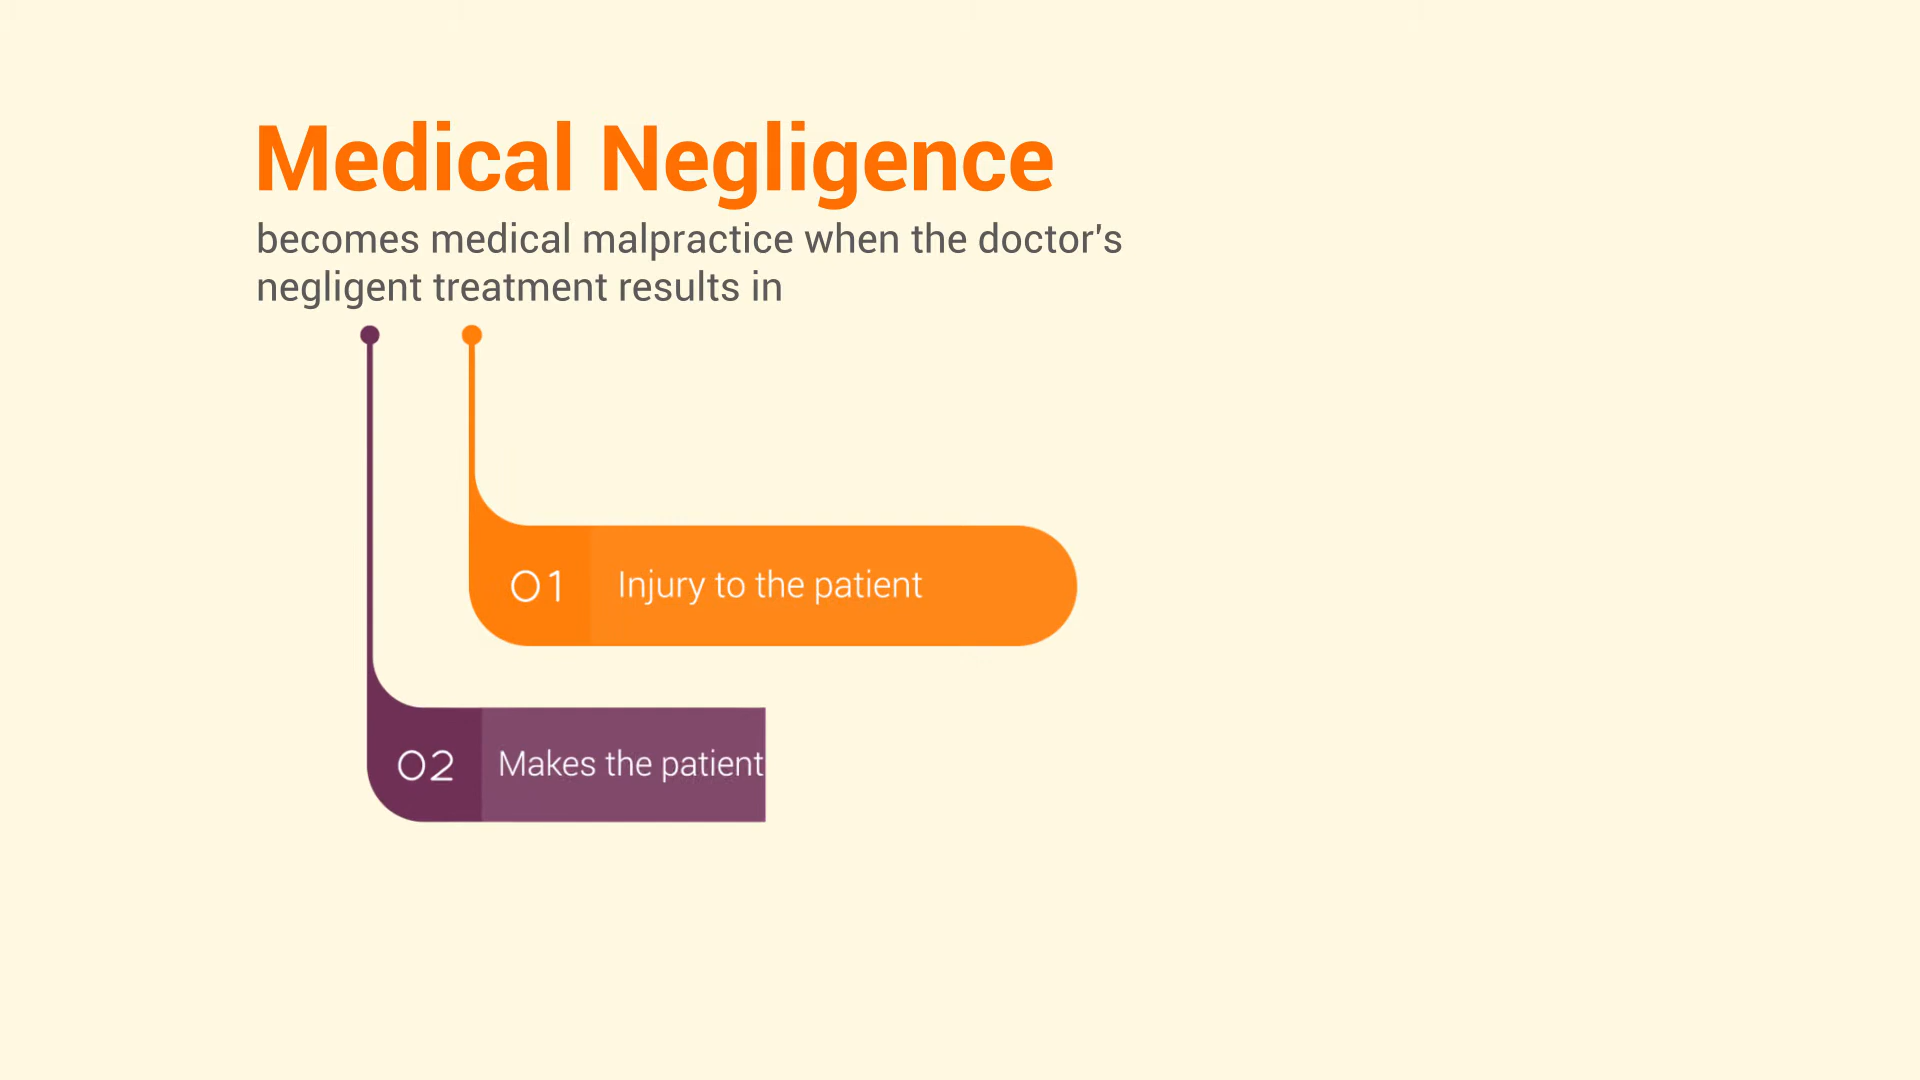 Medical Negligence
becomes medical malpractice when the doctor's
negligent treatment results in
01 Injury to the patient
02 Makes the patient